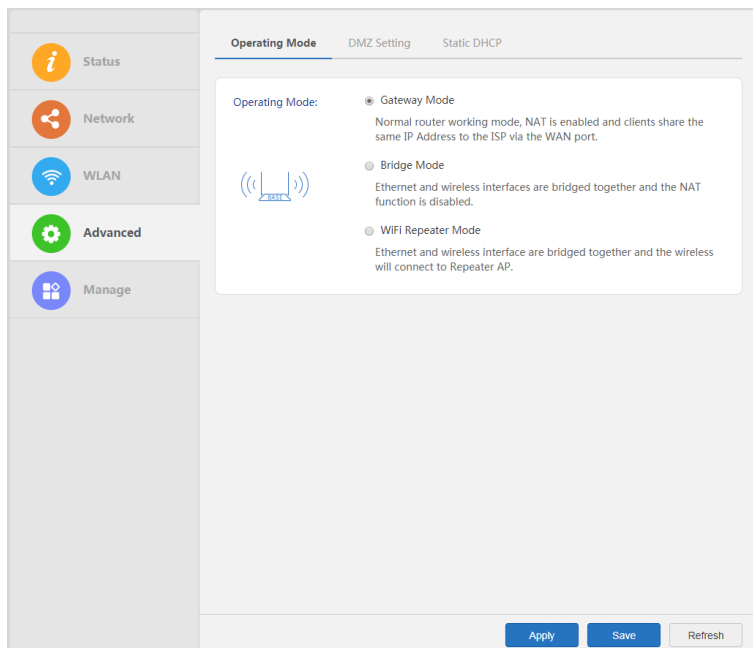 Operating Mode DMZ Setting Static DHCP
Status
Network
WLAN
Advanced
Manage
Operating Mode:
BASE
Gateway Mode
Normal router working mode, NAT is enabled and clients share the
same IP Address to the ISP via the WAN port.
Bridge Mode
Ethernet and wireless interfaces are bridged together and the NAT
function is disabled.
WiFi Repeater Mode
Ethernet and wireless interface are bridged together and the wireless
will connect to Repeater AP.
Apply Save Refresh